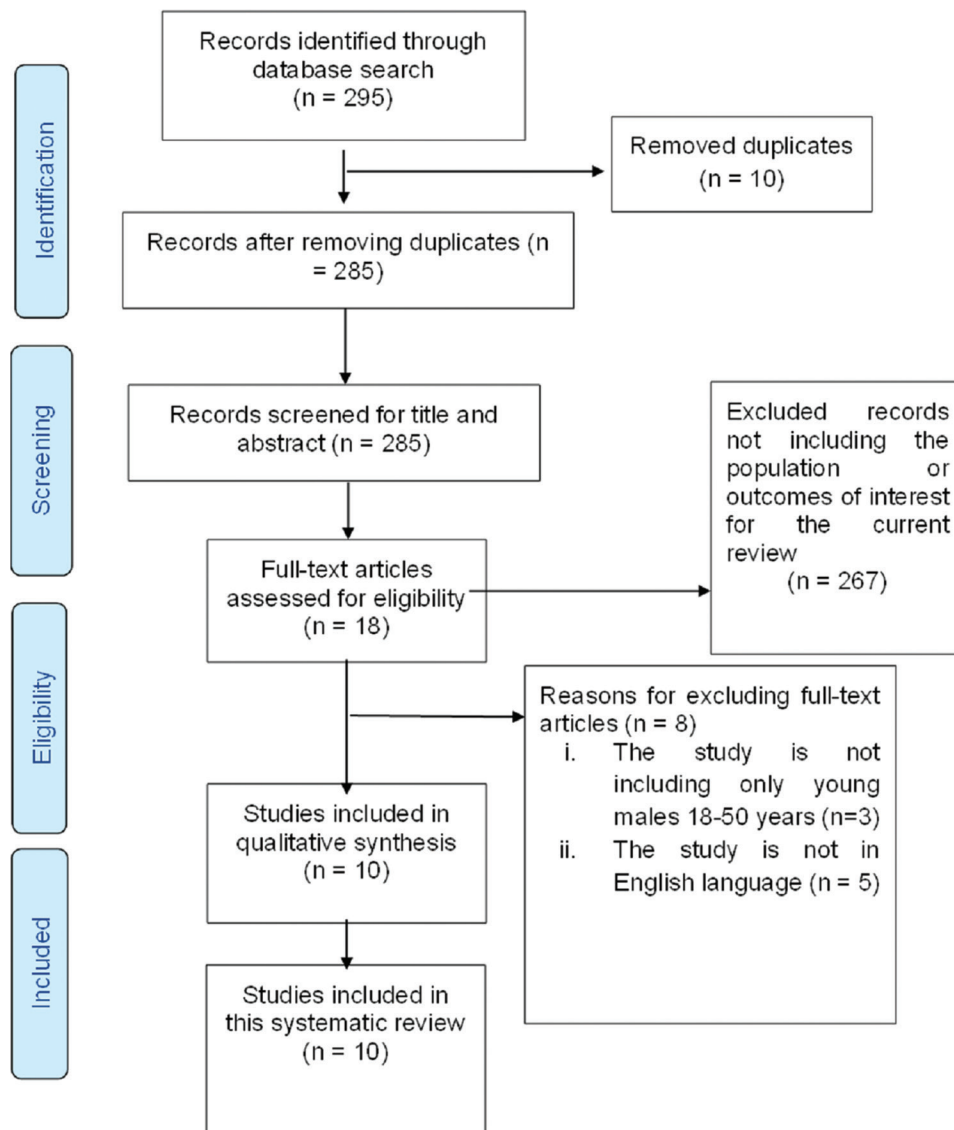 Records identified through
database search
(n = 295)
Removed duplicates
(n = 10)
Identification
Records after removing duplicates (n
= 285)
Records screened for title and
abstract (n = 285)
Screening
Excluded records
not including the
population or
outcomes of interest
for the current
review
(n = 267)
Full-text articles
assessed for eligibility
(n = 18)
Eligibility
Reasons for excluding full-text
articles (n = 8)
i. The study is not
including only young
males 18-50 years (n=3)
ii. The study is not in
English language (n = 5)
Studies included in
qualitative synthesis
(n = 10)
Included
Studies included in
this systematic review
(n = 10)